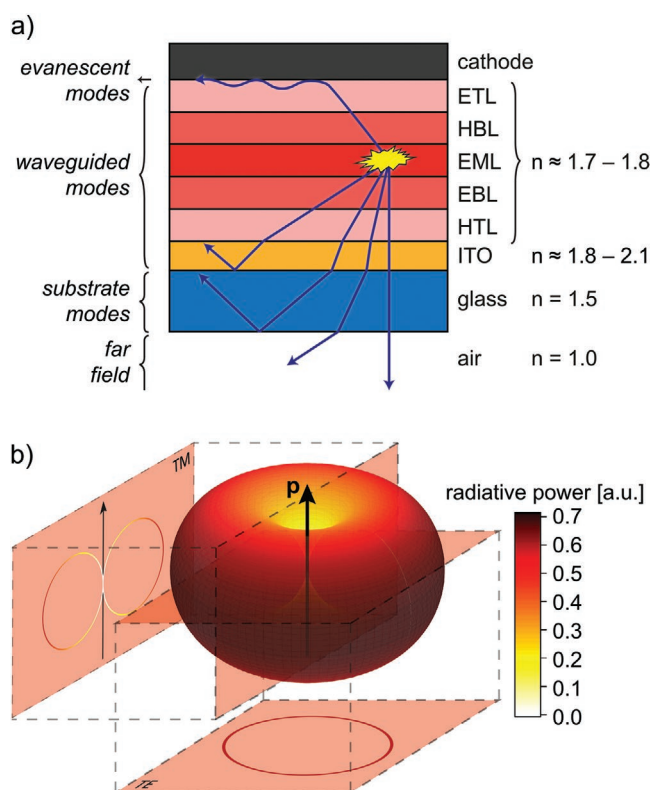 a)
evanescent
modes
waveguided
modes
substrate
modes
far
field
cathode
ETL
HBL
EML
EBL
HTL
ITO
glass
air
n ≈ 1.7 – 1.8
n ≈ 1.8 – 2.1
n = 1.5
n = 1.0
b)
TM
p
TE
radiative power [a.u.]
0.7
0.6
0.5
0.4
0.3
0.2
0.1
0.0